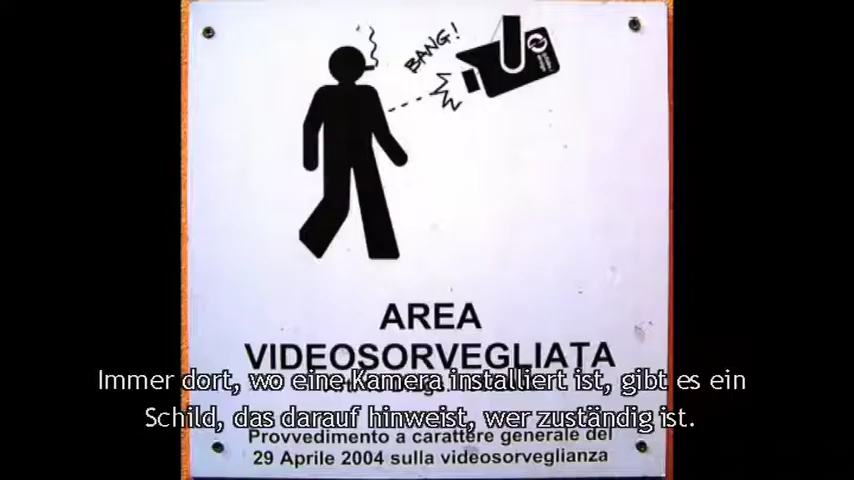 BANG!
AREA
VIDEOSORVEGLIATA
Immer dort, wo eine Kamera installiert ist, gibt es ein
Schild, das darauf hinweist, wer zuständig ist.
Provvedimento a carattere generale del
29 Aprile 2004 sulla videosorveglianza